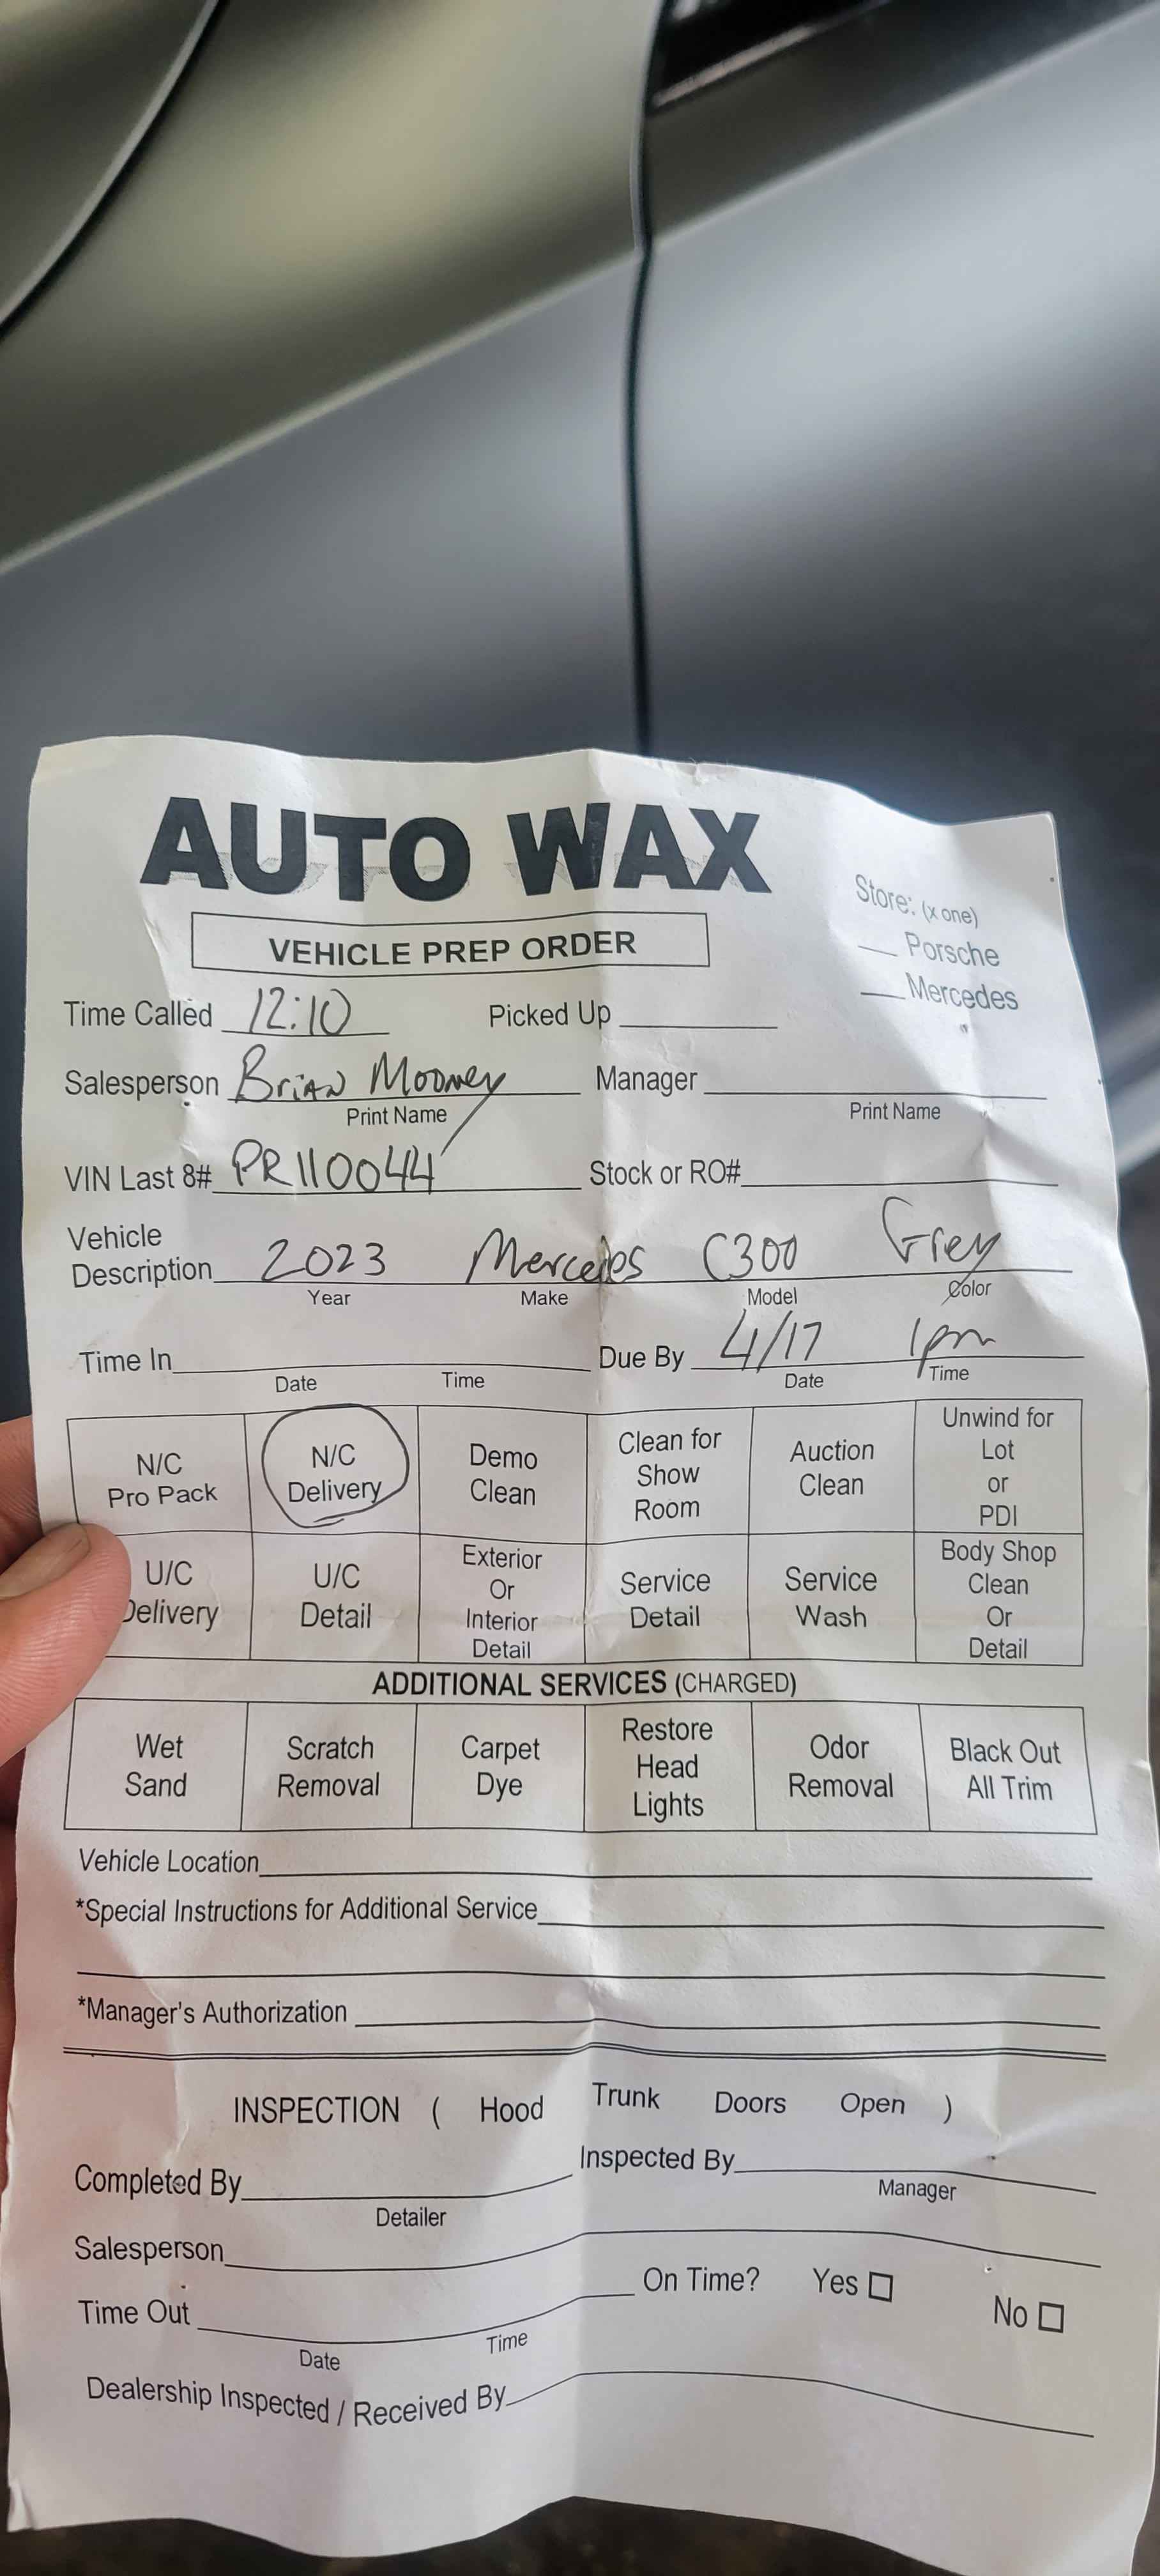 AUTO WAX
Store: (x one)
VEHICLE PREP ORDER
Porsche
Mercedes
Time Called 12:10 Picked Up
Salesperson Brian Mooney Manager
Print Name Print Name
VIN Last 8# PR110044 Stock or RO#
Vehicle
Description 2023 Mercedes C300 Grey
Year Make Model Color
Time In Due By 4/17 1pm
Date Time Date Time
N/C
Pro Pack
N/C
Delivery
Demo
Clean
Clean for
Show
Room
Auction
Clean
Unwind for
Lot
or
PDI
U/C
Delivery
U/C
Detail
Exterior
Or
Interior
Detail
Service
Detail
Service
Wash
Body Shop
Clean
Or
Detail
ADDITIONAL SERVICES (CHARGED)
Wet
Sand
Scratch
Removal
Carpet
Dye
Restore
Head
Lights
Odor
Removal
Black Out
All Trim
Vehicle Location
*Special Instructions for Additional Service
*Manager's Authorization
INSPECTION ( Hood Trunk Doors Open )
Completed By Inspected By
Detailer Manager
Salesperson
Time Out On Time? Yes No
Date Time
Dealership Inspected / Received By